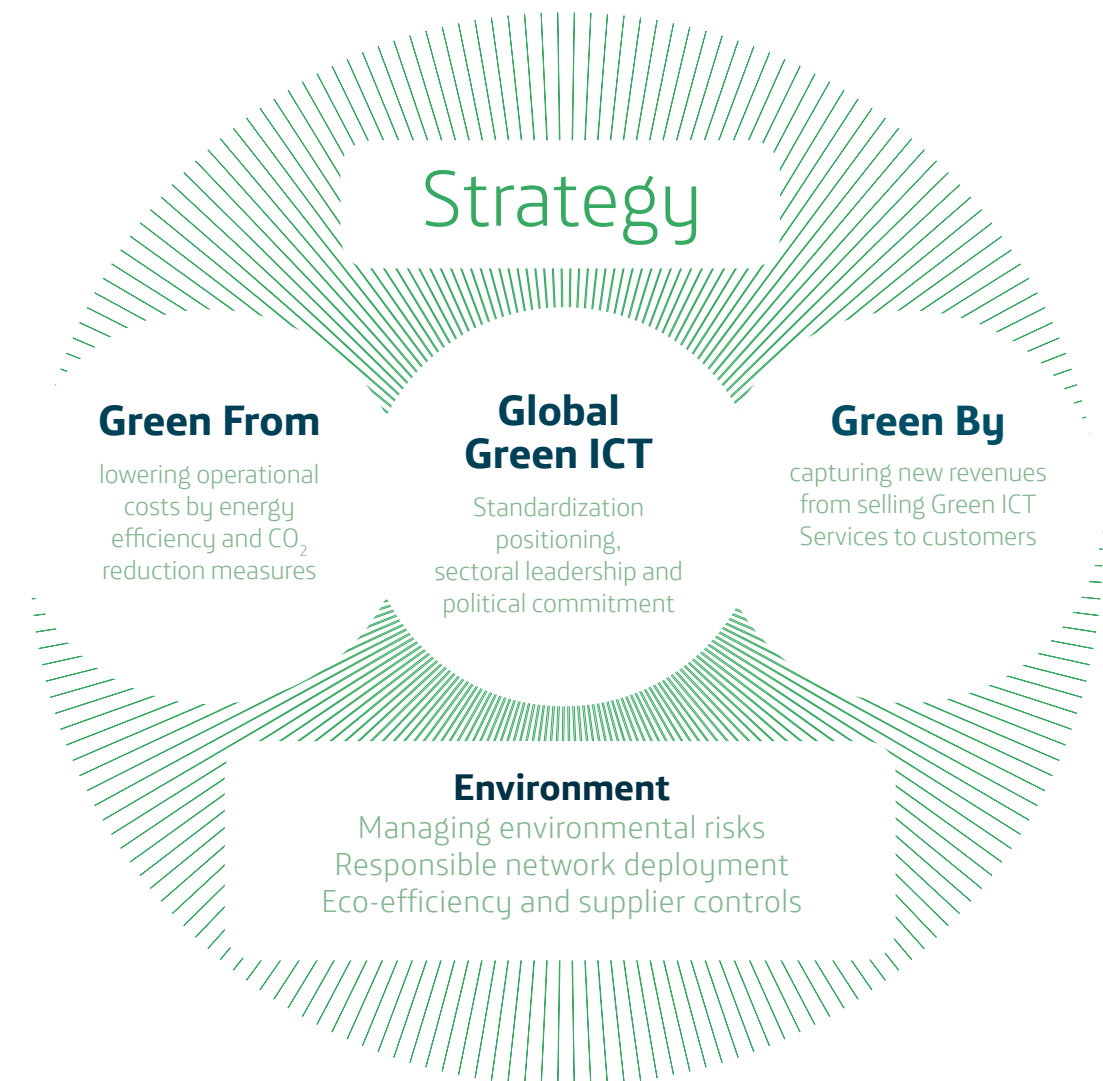 Strategy
Green From
lowering operational
costs by energy
efficiency and CO₂
reduction measures
Global
Green ICT
Standardization
positioning,
sectoral leadership and
political commitment
Green By
capturing new revenues
from selling Green ICT
Services to customers
Environment
Managing environmental risks
Responsible network deployment
Eco-efficiency and supplier controls